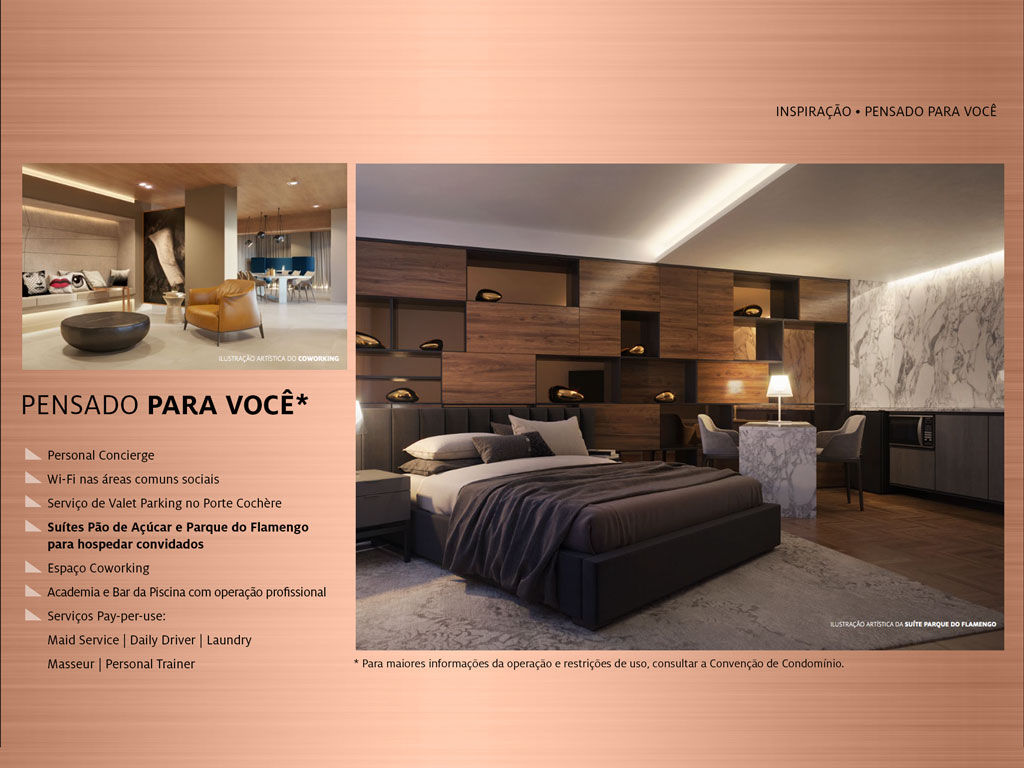 INSPIRAÇÃO • PENSADO PARA VOCÊ
ILUSTRAÇÃO ARTÍSTICA DO COWORKING
PENSADO PARA VOCÊ*
Personal Concierge
Wi-Fi nas áreas comuns sociais
Serviço de Valet Parking no Porte Cochère
Suítes Pão de Açúcar e Parque do Flamengo
para hospedar convidados
Espaço Coworking
Academia e Bar da Piscina com operação profissional
Serviços Pay-per-use:
Maid Service | Daily Driver | Laundry
Masseur | Personal Trainer
ILUSTRAÇÃO ARTÍSTICA DA SUÍTE PARQUE DO FLAMENGO
* Para maiores informações da operação e restrições de uso, consultar a Convenção de Condomínio.